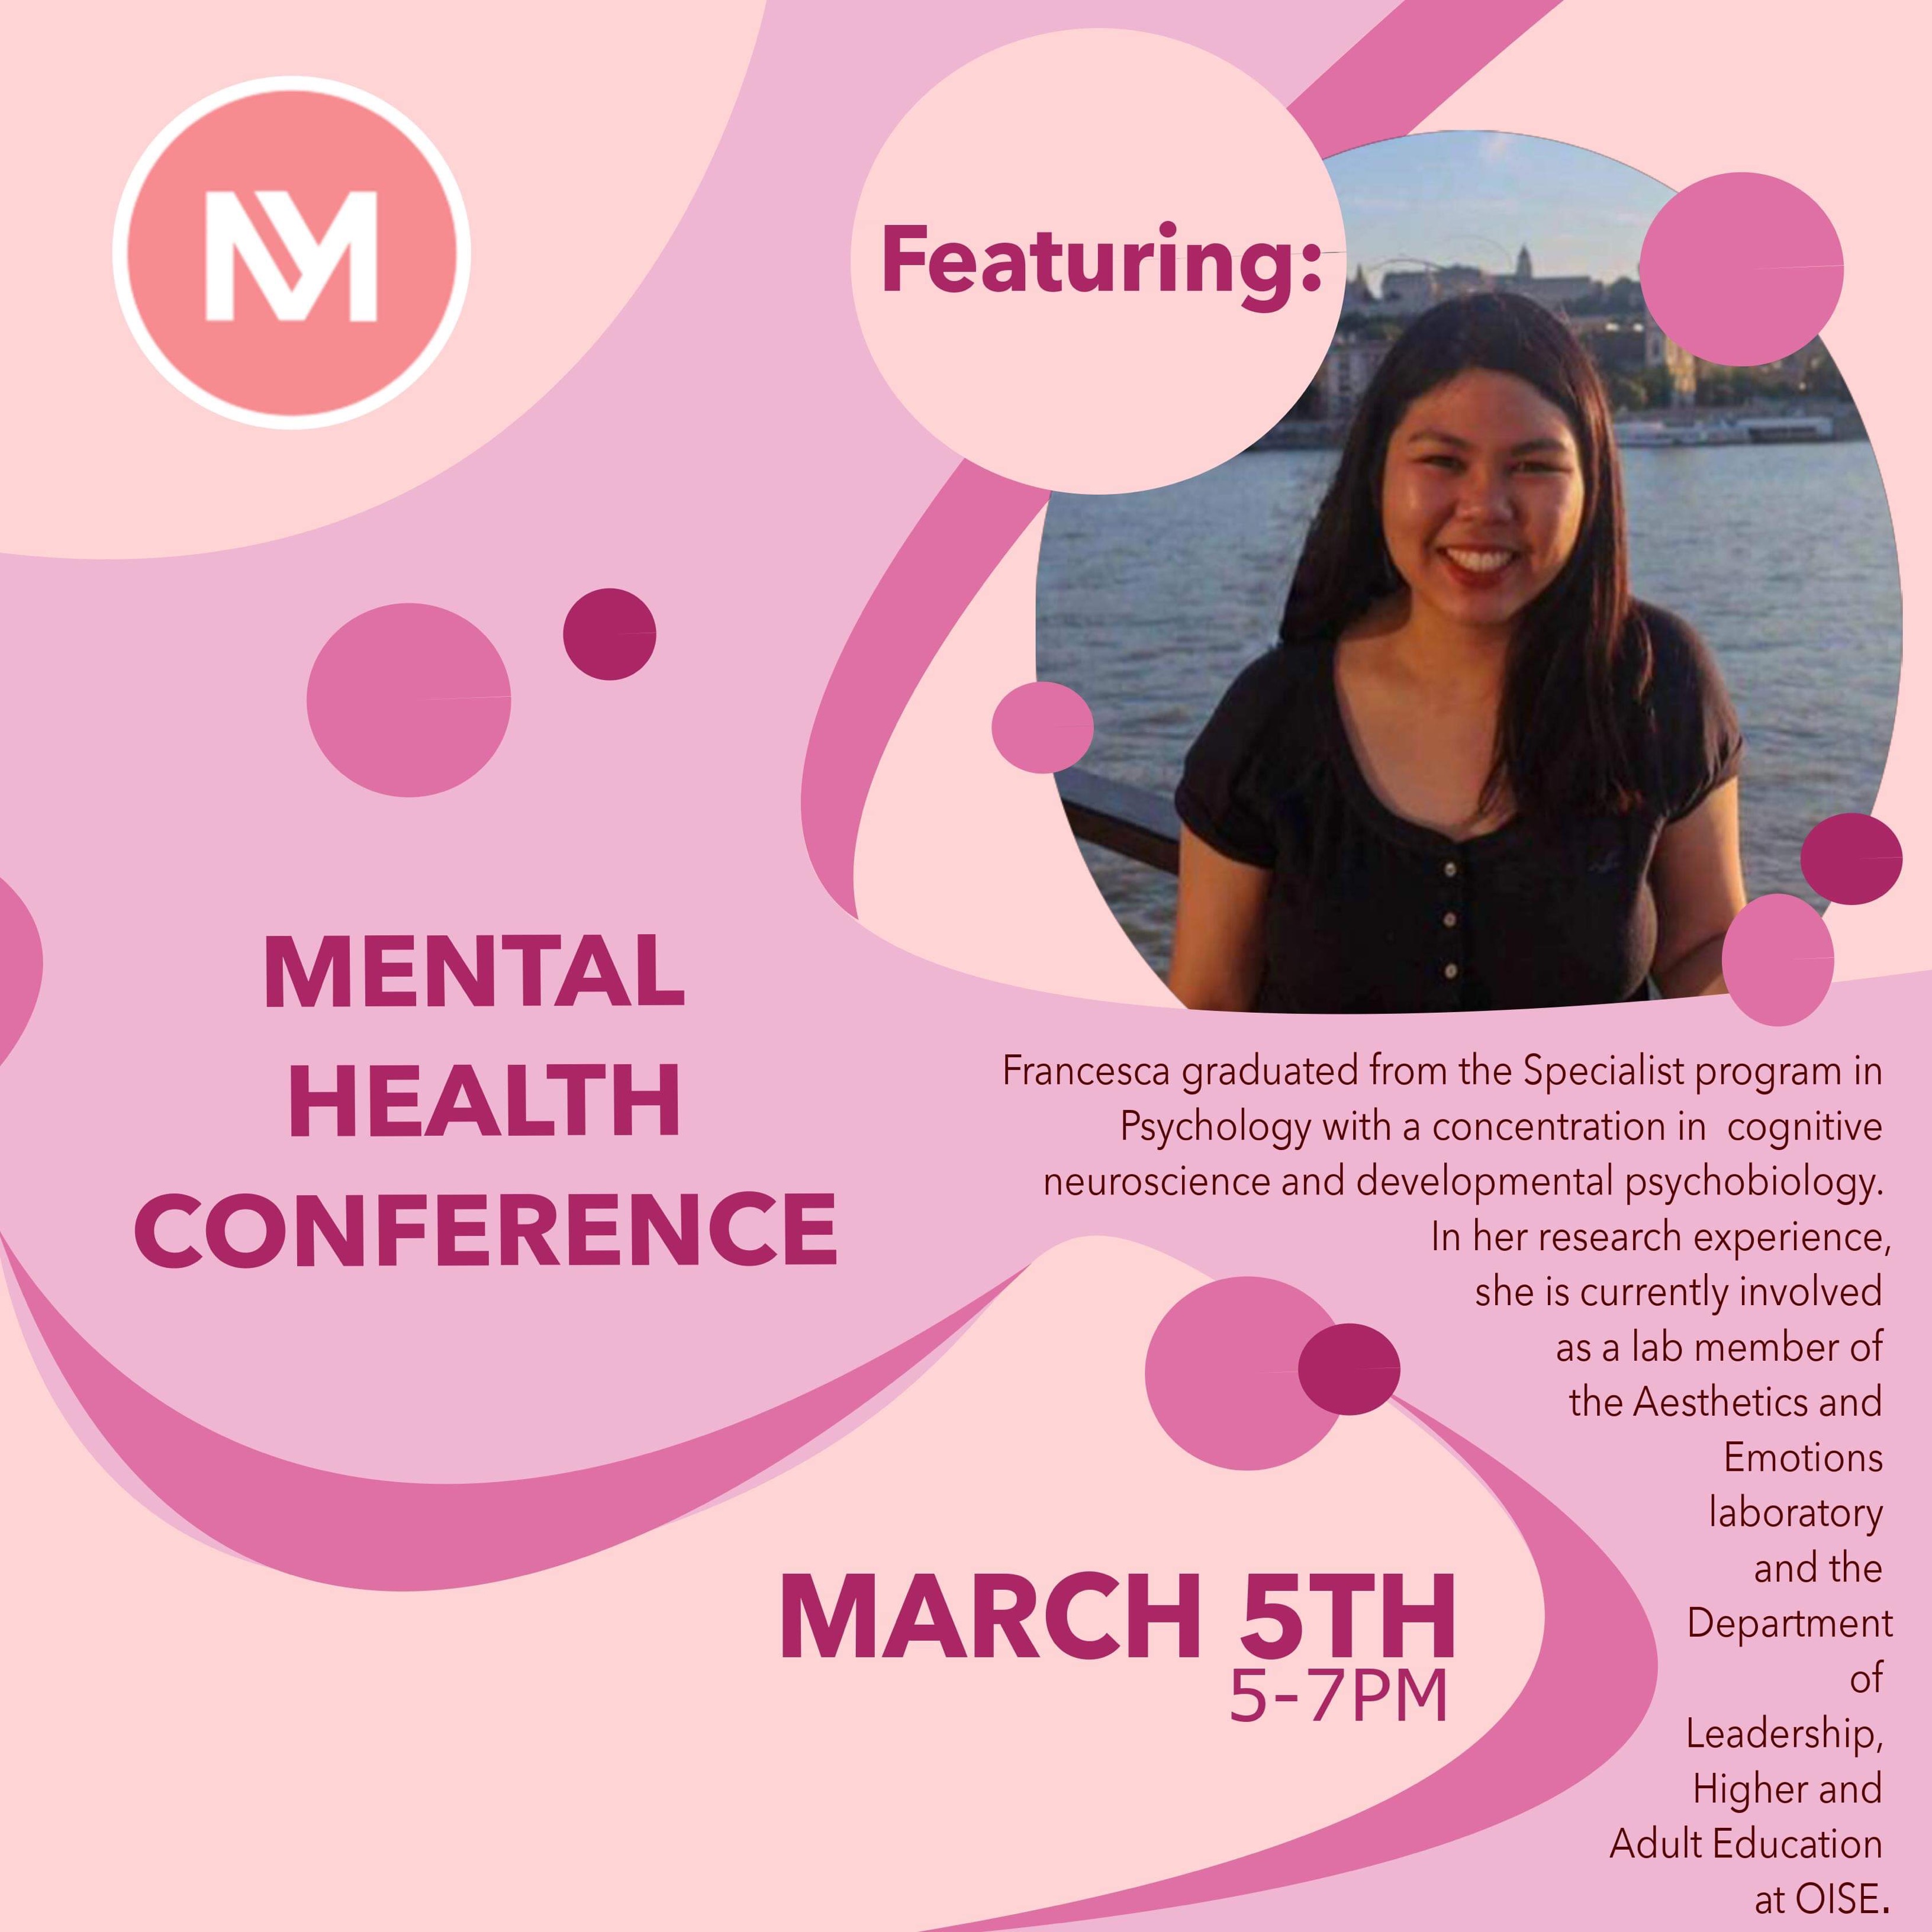 NM
Featuring:
MENTAL
HEALTH
CONFERENCE
Francesca graduated from the Specialist program in
Psychology with a concentration in  cognitive
neuroscience and developmental psychobiology.
In her research experience,
she is currently involved
as a lab member of
the Aesthetics and
Emotions
laboratory
and the
Department
of
Leadership,
Higher and
Adult Education
at OISE.
MARCH 5TH
5-7PM